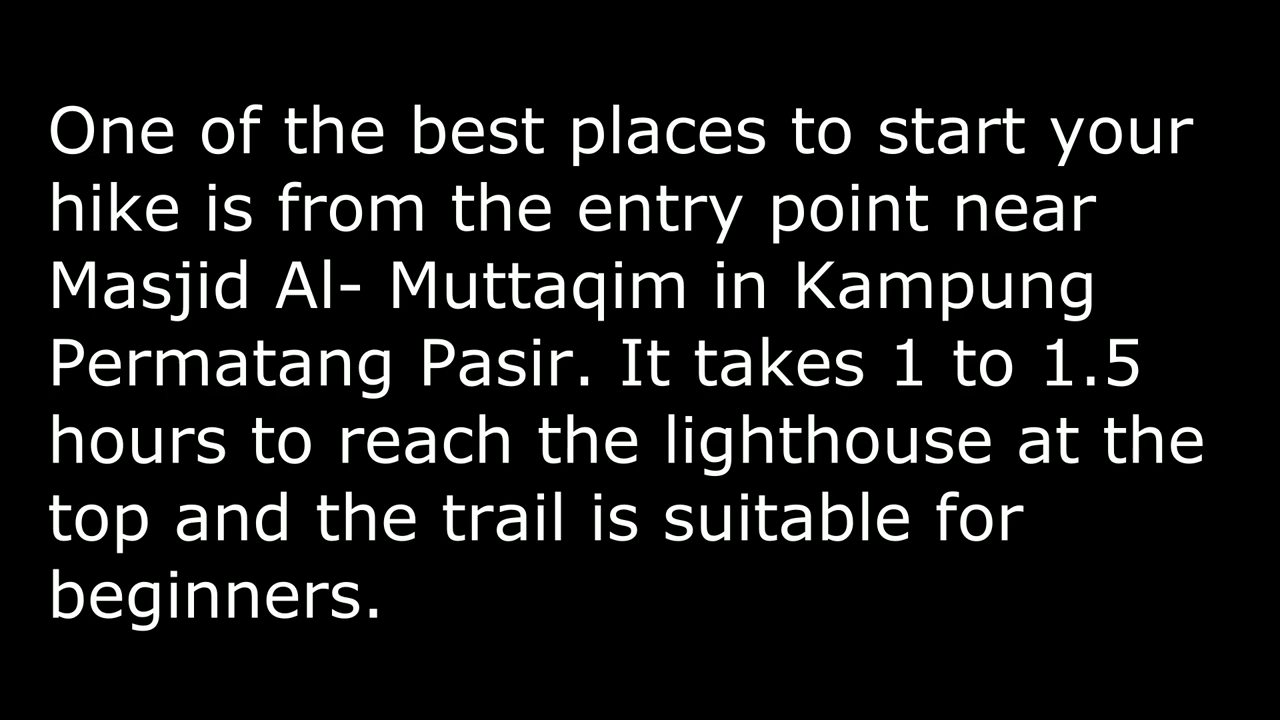 One of the best places to start your
hike is from the entry point near
Masjid Al- Muttaqim in Kampung
Permatang Pasir. It takes 1 to 1.5
hours to reach the lighthouse at the
top and the trail is suitable for
beginners.